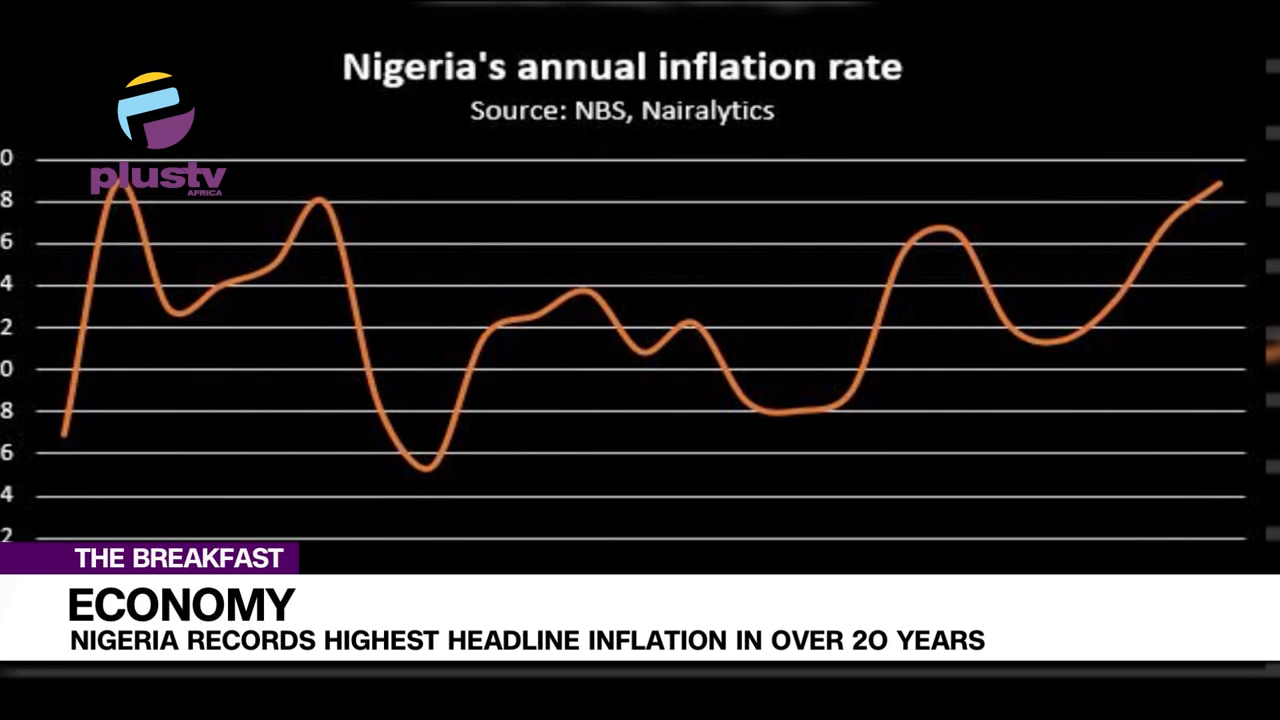 Nigeria's annual inflation rate
Source: NBS, Nairalytics
plustv
AFRICA
0
8
6
4
2
0
8
6
4
2
THE BREAKFAST
ECONOMY
NIGERIA RECORDS HIGHEST HEADLINE INFLATION IN OVER 20 YEARS